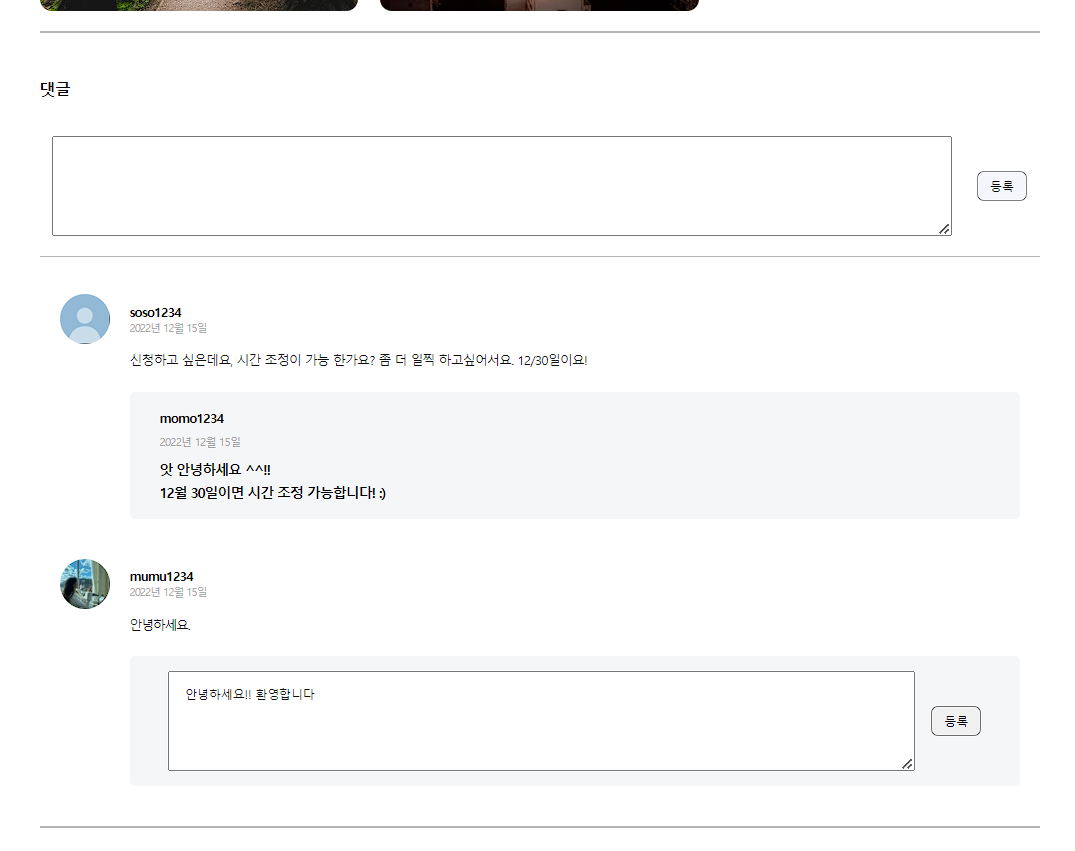 댓글
등록
soso1234
2022년 12월 15일
신청하고 싶은데요, 시간 조정이 가능 한가요? 좀 더 일찍 하고싶어서요. 12/30일이요!
momo1234
2022년 12월 15일
앗 안녕하세요 ^^!!
12월 30일이면 시간 조정 가능합니다! :)
mumu1234
2022년 12월 15일
안녕하세요.
안녕하세요!! 환영합니다
등록